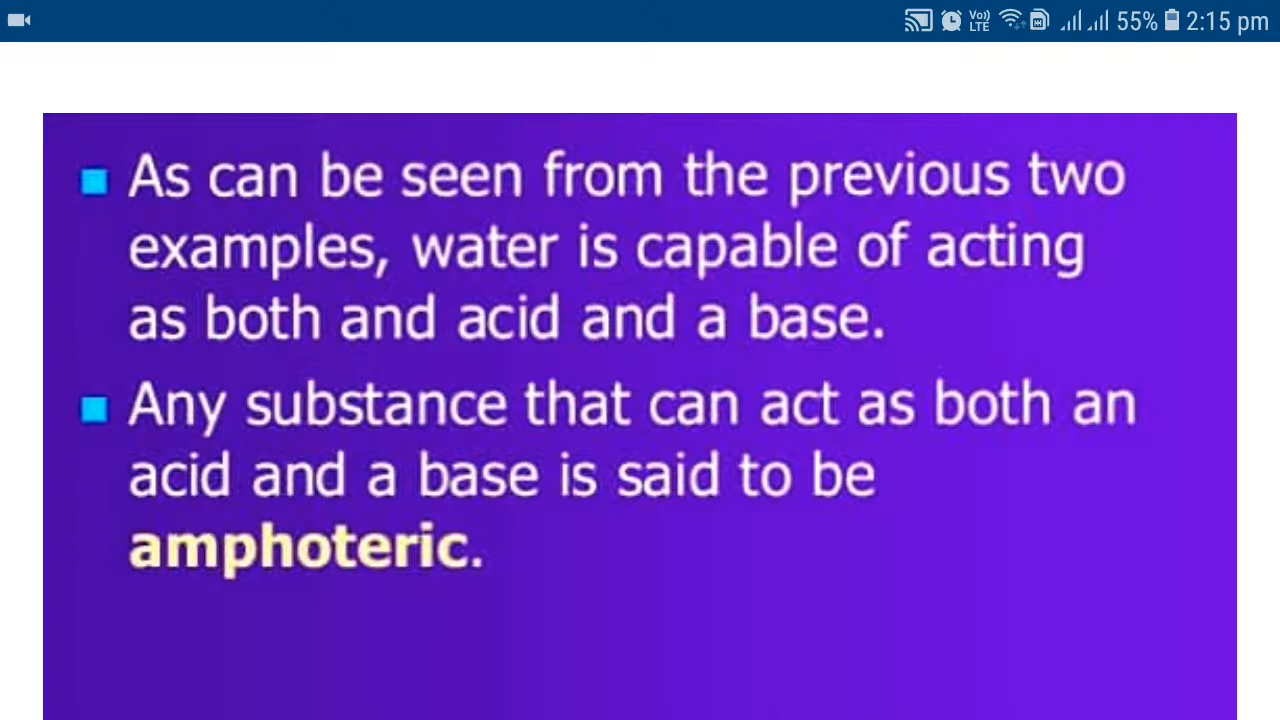 Vo)) LTE 55% 2:15 pm
As can be seen from the previous two
examples, water is capable of acting
as both and acid and a base.
Any substance that can act as both an
acid and a base is said to be
amphoteric.